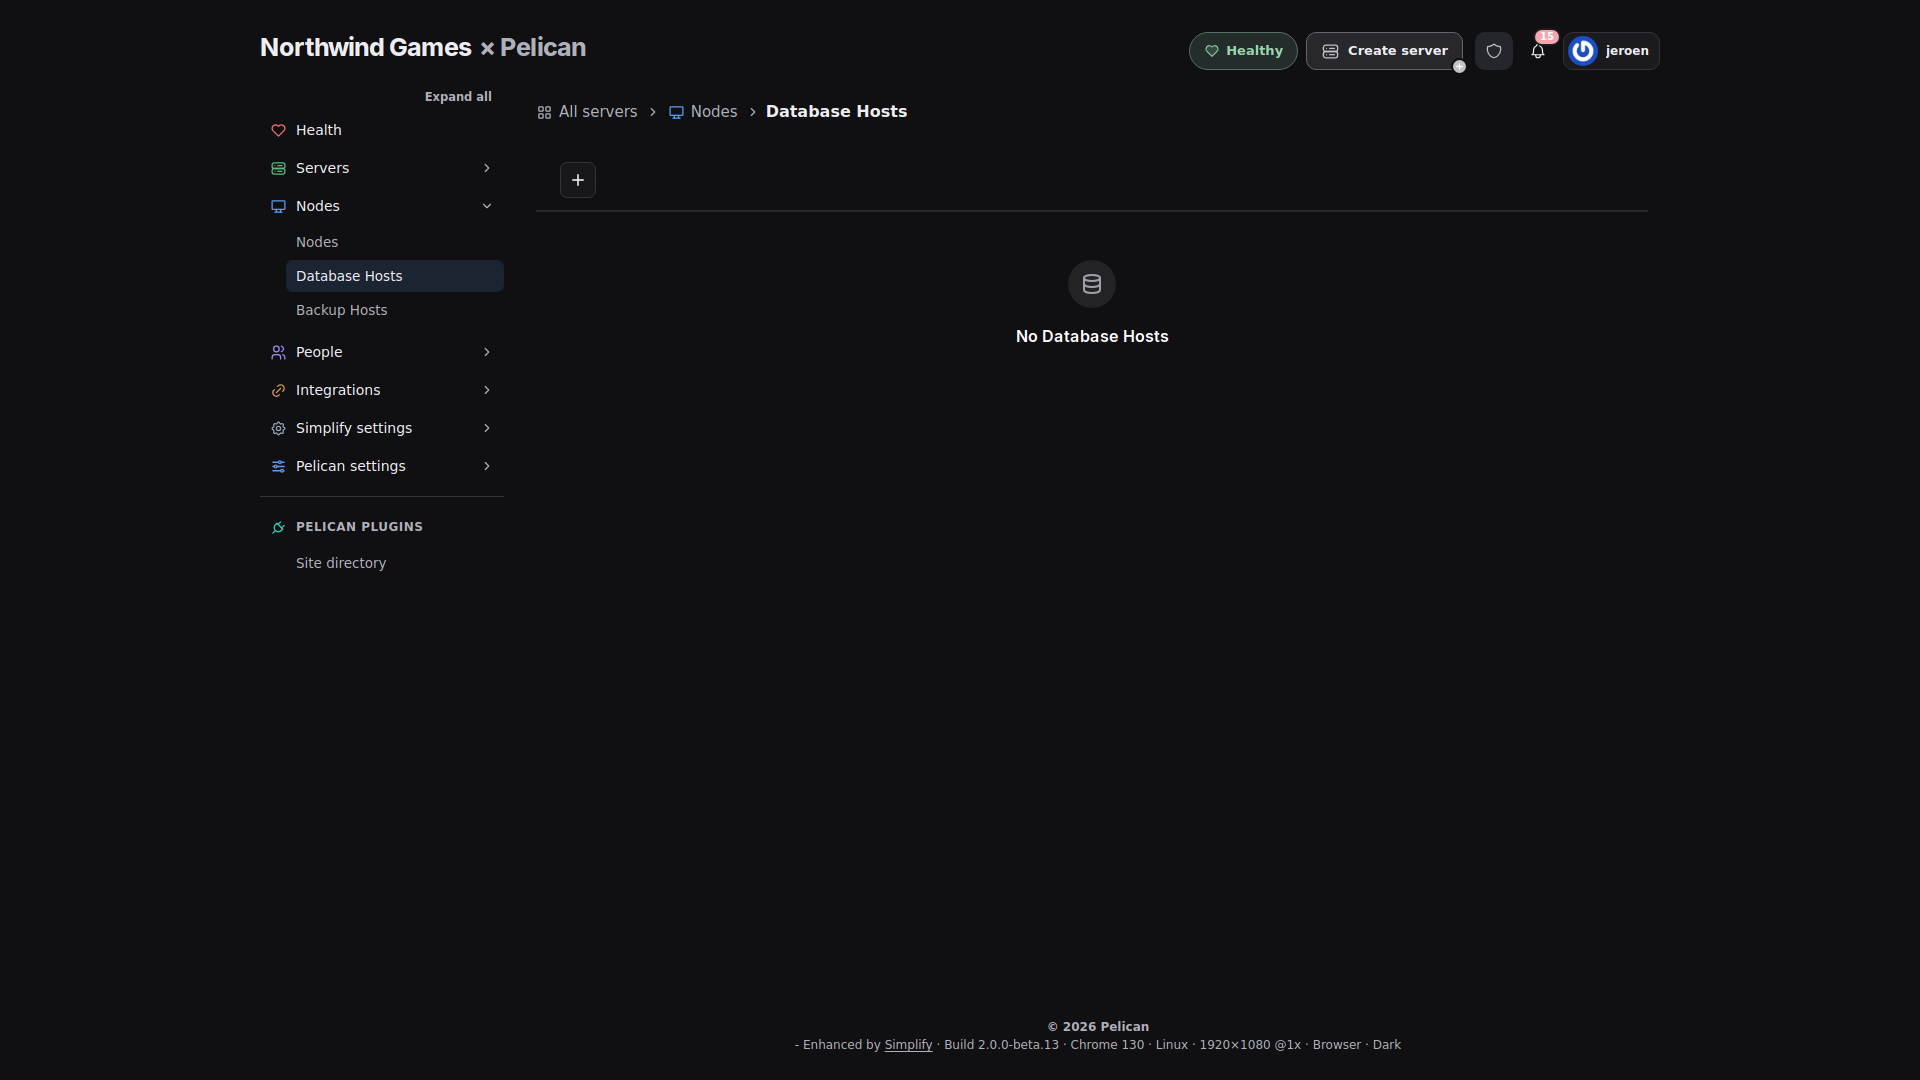 Northwind Games × Pelican
Healthy
Create server
15
jeroen
Expand all
Health
Servers
Nodes
Nodes
Database Hosts
Backup Hosts
People
Integrations
Simplify settings
Pelican settings
PELICAN PLUGINS
Site directory
All servers > Nodes > Database Hosts
No Database Hosts
© 2026 Pelican
- Enhanced by Simplify · Build 2.0.0-beta.13 · Chrome 130 · Linux · 1920×1080 @1x · Browser · Dark